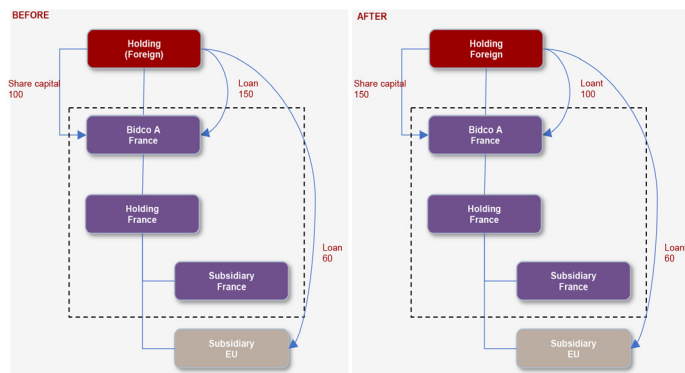 BEFORE
Holding
(Foreign)
Share capital
100
Loan
150
Bidco A
France
Holding
France
Loan
60
Subsidiary
France
Subsidiary
EU
AFTER
Holding
Foreign
Share capital
150
Loant
100
Bidco A
France
Holding
France
Loan
60
Subsidiary
France
Subsidiary
EU